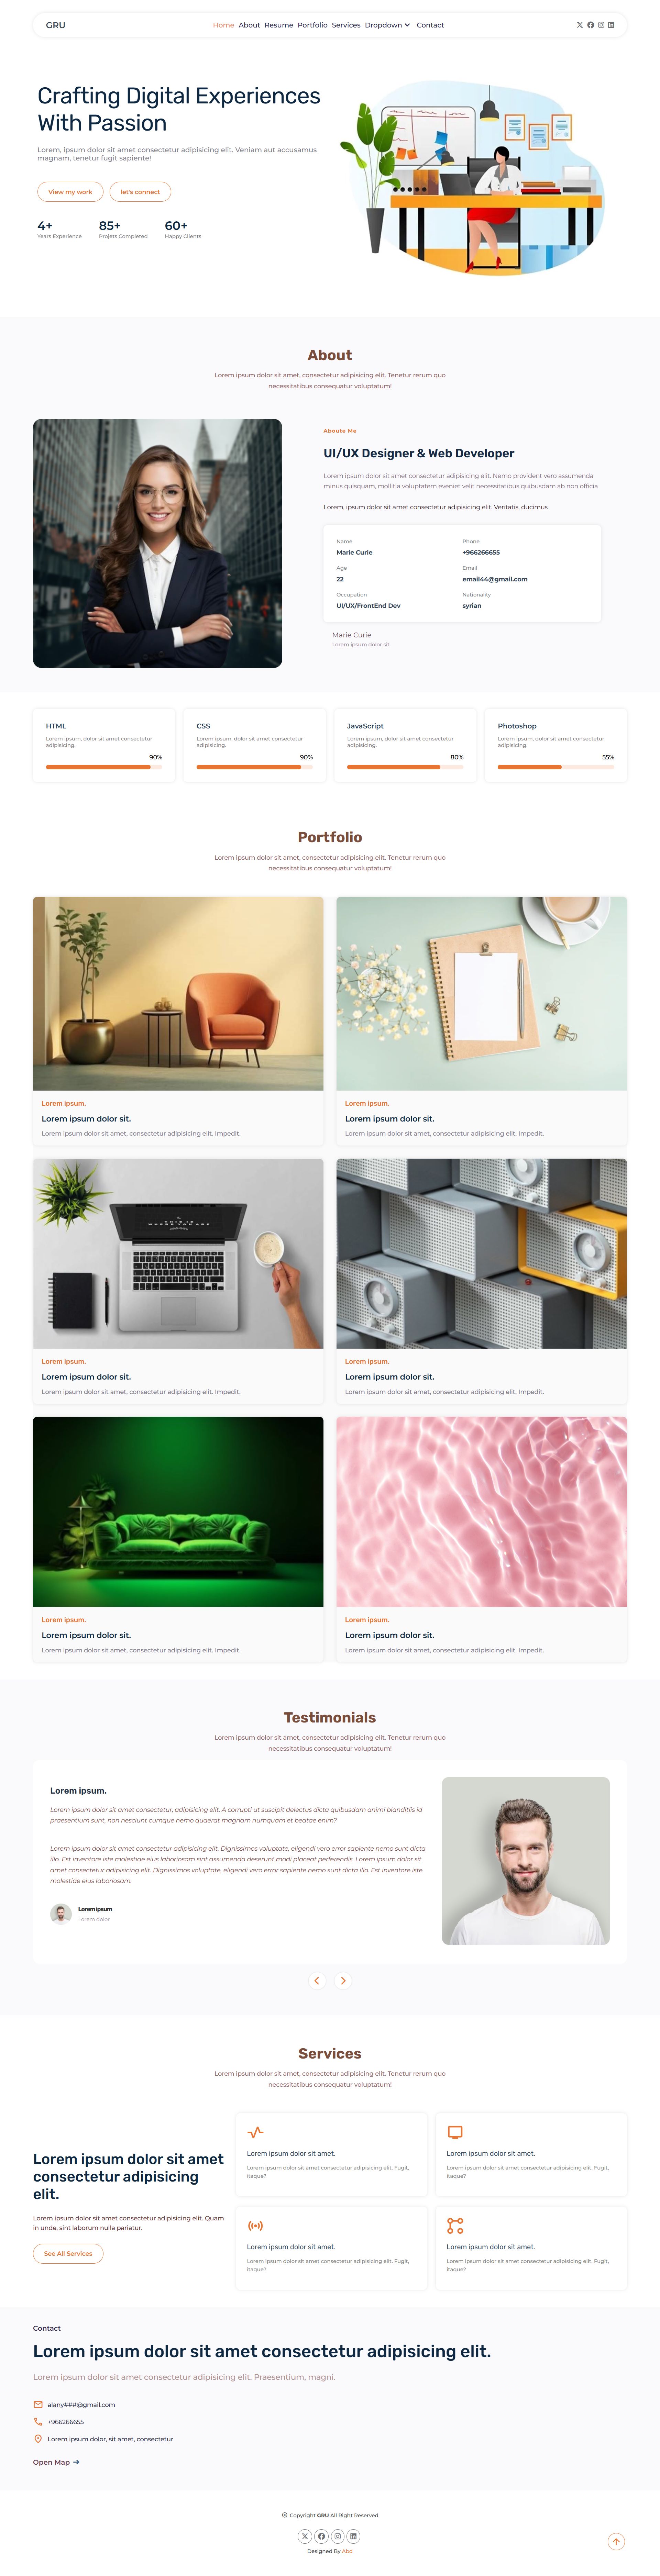 GRU
Home About Resume Portfolio Services Dropdown Contact
Crafting Digital Experiences
With Passion
Lorem, ipsum dolor sit amet consectetur adipisicing elit. Veniam aut accusamus
magnam, tenetur fugit sapiente!
View my work
let's connect
4+
Years Experience
85+
Projets Completed
60+
Happy Clients
About
Lorem ipsum dolor sit amet, consectetur adipisicing elit. Tenetur rerum quo
necessitatibus consequatur voluptatum!
Aboute Me
UI/UX Designer & Web Developer
Lorem ipsum dolor sit amet consectetur adipisicing elit. Nemo provident vero assumenda
minus quisquam, mollitia voluptatem eveniet velit necessitatibus quibusdam ab non officia
Lorem, ipsum dolor sit amet consectetur adipisicing elit. Veritatis, ducimus
Name
Marie Curie
Phone
+966266655
Age
22
Email
email44@gmail.com
Occupation
UI/UX/FrontEnd Dev
Nationality
syrian
Marie Curie
Lorem ipsum dolor sit.
HTML
Lorem ipsum, dolor sit amet consectetur
adipisicing.
90%
CSS
Lorem ipsum, dolor sit amet consectetur
adipisicing.
90%
JavaScript
Lorem ipsum, dolor sit amet consectetur
adipisicing.
80%
Photoshop
Lorem ipsum, dolor sit amet consectetur
adipisicing.
55%
Portfolio
Lorem ipsum dolor sit amet, consectetur adipisicing elit. Tenetur rerum quo
necessitatibus consequatur voluptatum!
Lorem ipsum.
Lorem ipsum dolor sit.
Lorem ipsum dolor sit amet, consectetur adipisicing elit. Impedit.
Lorem ipsum.
Lorem ipsum dolor sit.
Lorem ipsum dolor sit amet, consectetur adipisicing elit. Impedit.
Lorem ipsum.
Lorem ipsum dolor sit.
Lorem ipsum dolor sit amet, consectetur adipisicing elit. Impedit.
Lorem ipsum.
Lorem ipsum dolor sit.
Lorem ipsum dolor sit amet, consectetur adipisicing elit. Impedit.
Lorem ipsum.
Lorem ipsum dolor sit.
Lorem ipsum dolor sit amet, consectetur adipisicing elit. Impedit.
Lorem ipsum.
Lorem ipsum dolor sit.
Lorem ipsum dolor sit amet, consectetur adipisicing elit. Impedit.
Testimonials
Lorem ipsum dolor sit amet, consectetur adipisicing elit. Tenetur rerum quo
necessitatibus consequatur voluptatum!
Lorem ipsum.
Lorem ipsum dolor sit amet consectetur, adipisicing elit. A corrupti ut suscipit delectus dicta quibusdam animi blanditiis id
praesentium sunt, non nesciunt cumque nemo quaerat magnam numquam et beatae enim?
Lorem ipsum dolor sit amet consectetur adipisicing elit. Dignissimos voluptate, eligendi vero error sapiente nemo sunt dicta
illo. Est inventore iste molestiae eius laboriosam sint assumenda deserunt modi placeat perferendis. Lorem ipsum dolor sit
amet consectetur adipisicing elit. Dignissimos voluptate, eligendi vero error sapiente nemo sunt dicta illo. Est inventore iste
molestiae eius laboriosam.
Lorem ipsum
Lorem dolor
Services
Lorem ipsum dolor sit amet, consectetur adipisicing elit. Tenetur rerum quo
necessitatibus consequatur voluptatum!
Lorem ipsum dolor sit amet
consectetur adipisicing
elit.
Lorem ipsum dolor sit amet consectetur adipisicing elit. Quam
in unde, sint laborum nulla pariatur.
See All Services
Lorem ipsum dolor sit amet.
Lorem ipsum dolor sit amet consectetur adipisicing elit. Fugit,
itaque?
Lorem ipsum dolor sit amet.
Lorem ipsum dolor sit amet consectetur adipisicing elit. Fugit,
itaque?
Lorem ipsum dolor sit amet.
Lorem ipsum dolor sit amet consectetur adipisicing elit. Fugit,
itaque?
Lorem ipsum dolor sit amet.
Lorem ipsum dolor sit amet consectetur adipisicing elit. Fugit,
itaque?
Contact
Lorem ipsum dolor sit amet consectetur adipisicing elit.
Lorem ipsum dolor sit amet consectetur adipisicing elit. Praesentium, magni.
alany###@gmail.com
+966266655
Lorem ipsum dolor, sit amet, consectetur
Open Map
Copyright GRU All Right Reserved
Designed By Abd